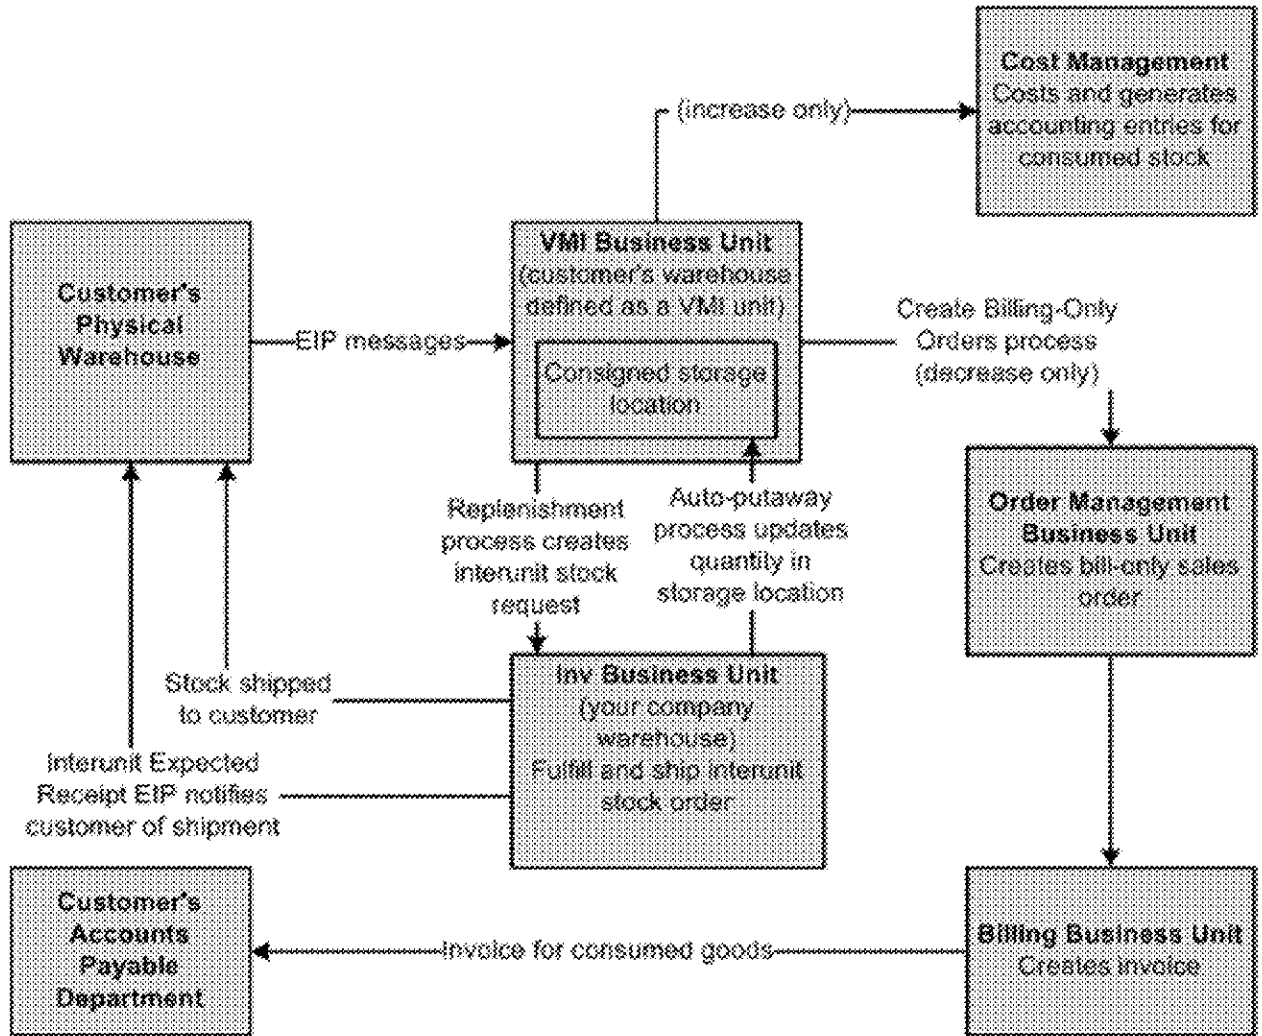 Cost Management
Costs and generates
accounting entries for
consumed stock
(increase only)
Customer's
Physical
Warehouse
EIP messages
VMI Business Unit
(customer's warehouse
defined as a VMI unit)
Consigned storage
location
Create Billing-Only
Orders process
(decrease only)
Replenishment
process creates
interunit stock
request
Auto-putaway
process updates
quantity in
storage location
Order Management
Business Unit
Creates bill-only sales
order
Stock shipped
to customer
Inv Business Unit
(your company
warehouse)
Fulfill and ship interunit
stock order
Interunit Expected
Receipt EIP notifies
customer of shipment
Customer's
Accounts
Payable
Department
Invoice for consumed goods
Billing Business Unit
Creates invoice